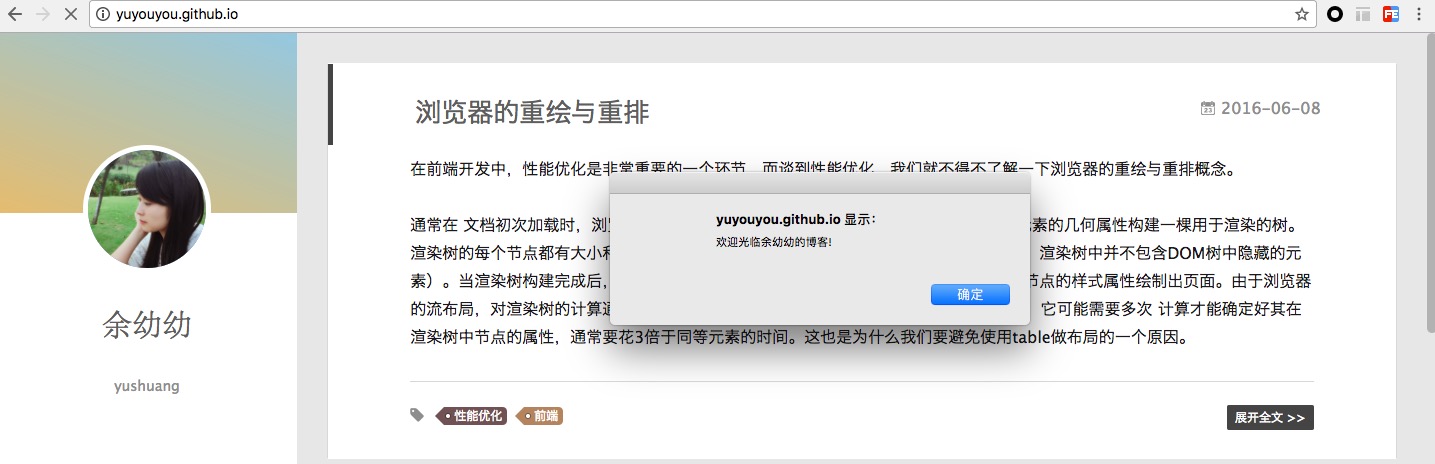 yuyouyou.github.io
浏览器的重绘与重排
2016-06-08
在前端开发中，性能优化是非常重要的一个环节。而谈到性能优化，我们就不得不了解一下浏览器的重绘与重排概念。
yuyouyou.github.io 显示：
欢迎光临余幼幼的博客!
确定
通常在 文档初次加载时，浏
元素的几何属性构建一棵用于渲染的树。
渲染树的每个节点都有大小和
渲染树中并不包含DOM树中隐藏的元
素）。当渲染树构建完成后，
节点的样式属性绘制出页面。由于浏览器
的流布局，对渲染树的计算通
它可能需要多次 计算才能确定好其在
渲染树中节点的属性，通常要花3倍于同等元素的时间。这也是为什么我们要避免使用table做布局的一个原因。
性能优化
前端
展开全文 >>
余幼幼
yushuang